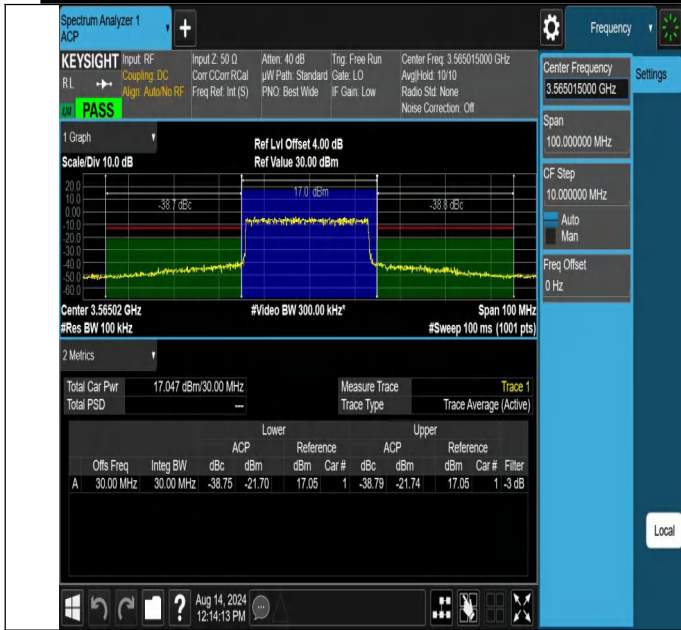 Spectrum Analyzer 1
ACP
Frequency
KEYSIGHT
RL
PASS
Input: RF
Coupling: DC
Align: Auto/No RF
Input Z: 50 Ω
Corr CCorr RCal
Freq Ref: Int (S)
Atten: 40 dB
µW Path: Standard
PNO: Best Wide
Trig: Free Run
Gate: LO
IF Gain: Low
Center Freq: 3.565015000 GHz
Avg|Hold: 10/10
Radio Std: None
Noise Correction: Off
Center Frequency
3.565015000 GHz
Settings
Span
100.000000 MHz
CF Step
10.000000 MHz
Auto
Man
Freq Offset
0 Hz
1 Graph
Scale/Div 10.0 dB
Ref Lvl Offset 4.00 dB
Ref Value 30.00 dBm
20.0
10.0
0.00
-10.0
-20.0
-30.0
-40.0
-50.0
-60.0
-38.7 dBc
17.0 dBm
-38.8 dBc
Center 3.56502 GHz
#Video BW 300.00 kHz*
Span 100 MHz
#Res BW 100 kHz
#Sweep 100 ms (1001 pts)
2 Metrics
Total Car Pwr 17.047 dBm/30.00 MHz
Total PSD ---
Measure Trace Trace 1
Trace Type Trace Average (Active)
Lower Upper
ACP Reference ACP Reference
Offs Freq Integ BW dBc dBm dBm Car # dBc dBm dBm Car # Filter
A 30.00 MHz 30.00 MHz -38.75 -21.70 17.05 1 -38.79 -21.74 17.05 1 -3 dB
Local
?
Aug 14, 2024
12:14:13 PM